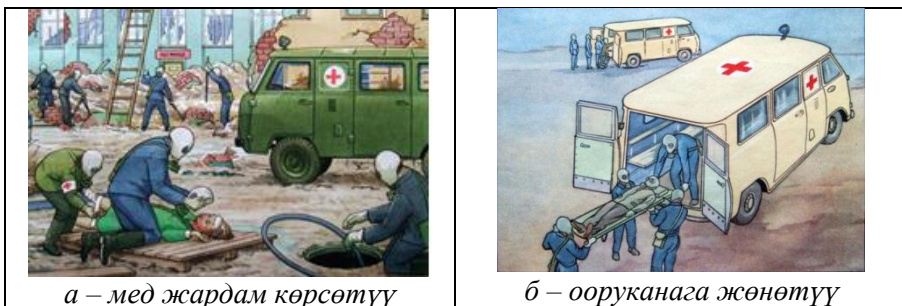 а – мед жардам көрсөтүү
б – ооруканага жөнөтүү